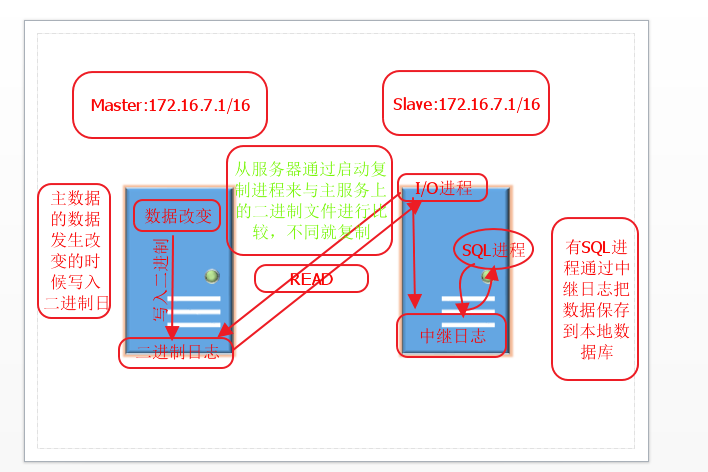 Master:172.16.7.1/16
Slave:172.16.7.1/16
从服务器通过启动复
制进程来与主服务上
的二进制文件进行比
较，不同就复制
I/O进程
主数据
的数据
发生改
变的时
候写入
二进制日
数据改变
写入二进制
SQL进程
READ
有SQL进
程通过中
继日志把
数据保存
到本地数
据库
中继日志
二进制日志